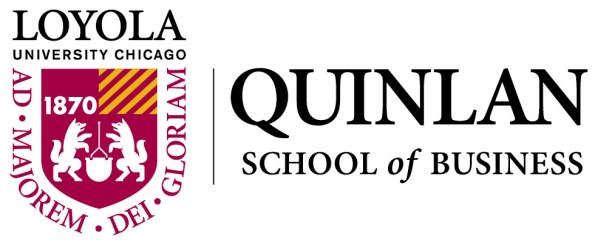 LOYOLA
UNIVERSITY CHICAGO
1870
AD • MAJOREM • DEI • GLORIAM
QUINLAN
SCHOOL of BUSINESS